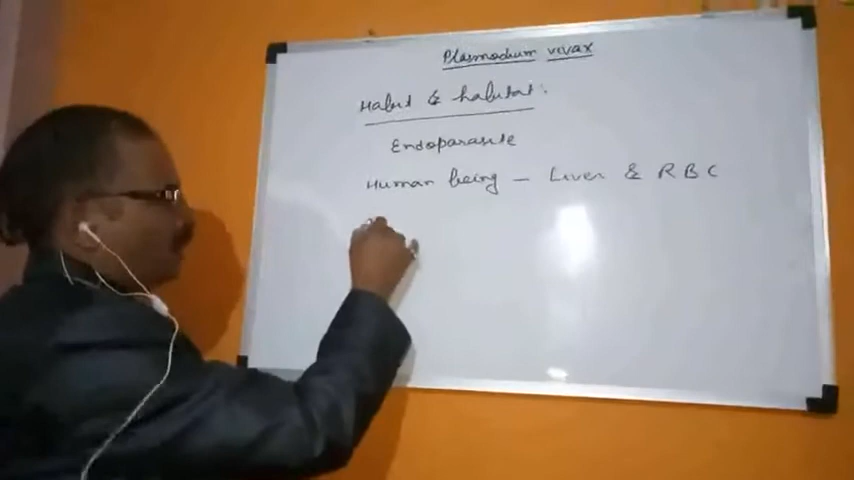 Plasmodium vivax
Habit & habitat:
Endoparasite
Human being - Liver & RBC